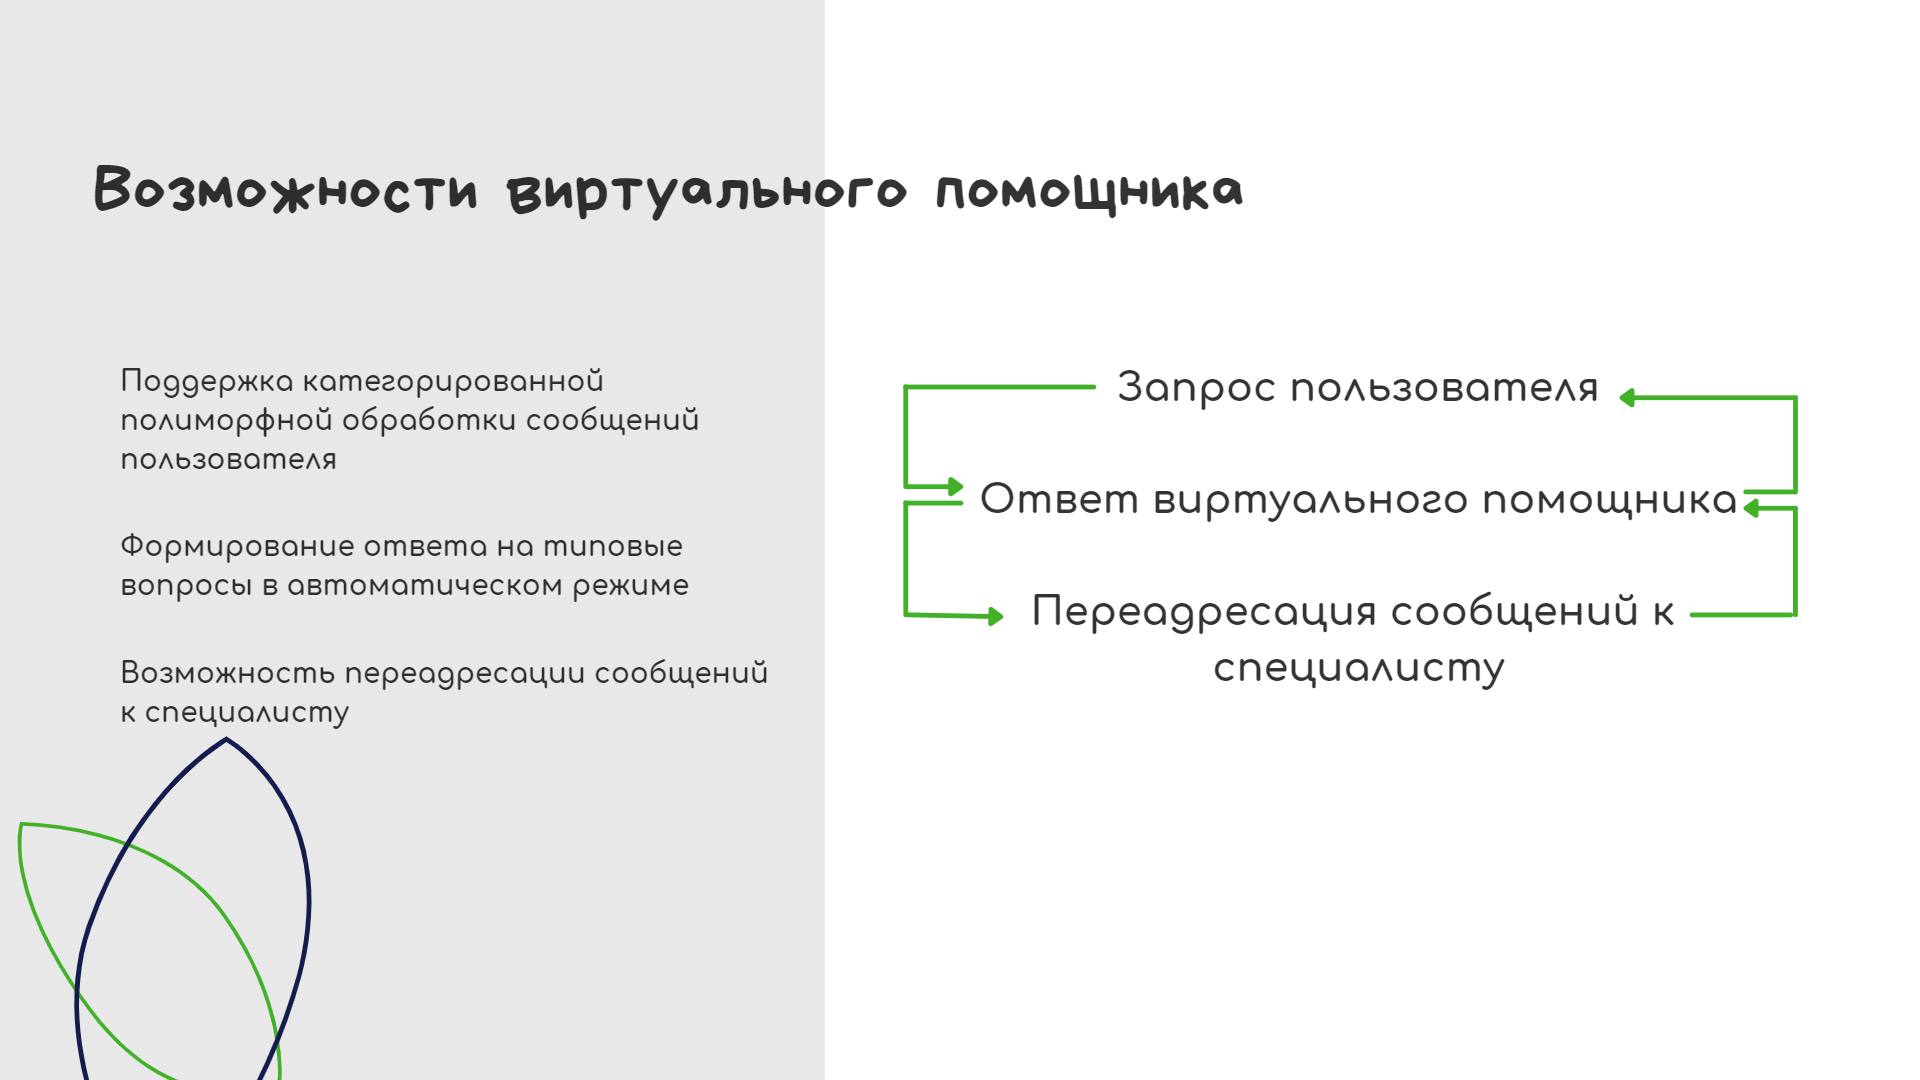 Возможности виртуального помощника
Поддержка категорированной
полиморфной обработки сообщений
пользователя
Формирование ответа на типовые
вопросы в автоматическом режиме
Возможность переадресации сообщений
к специалисту
Запрос пользователя
Ответ виртуального помощника
Переадресация сообщений к
специалисту